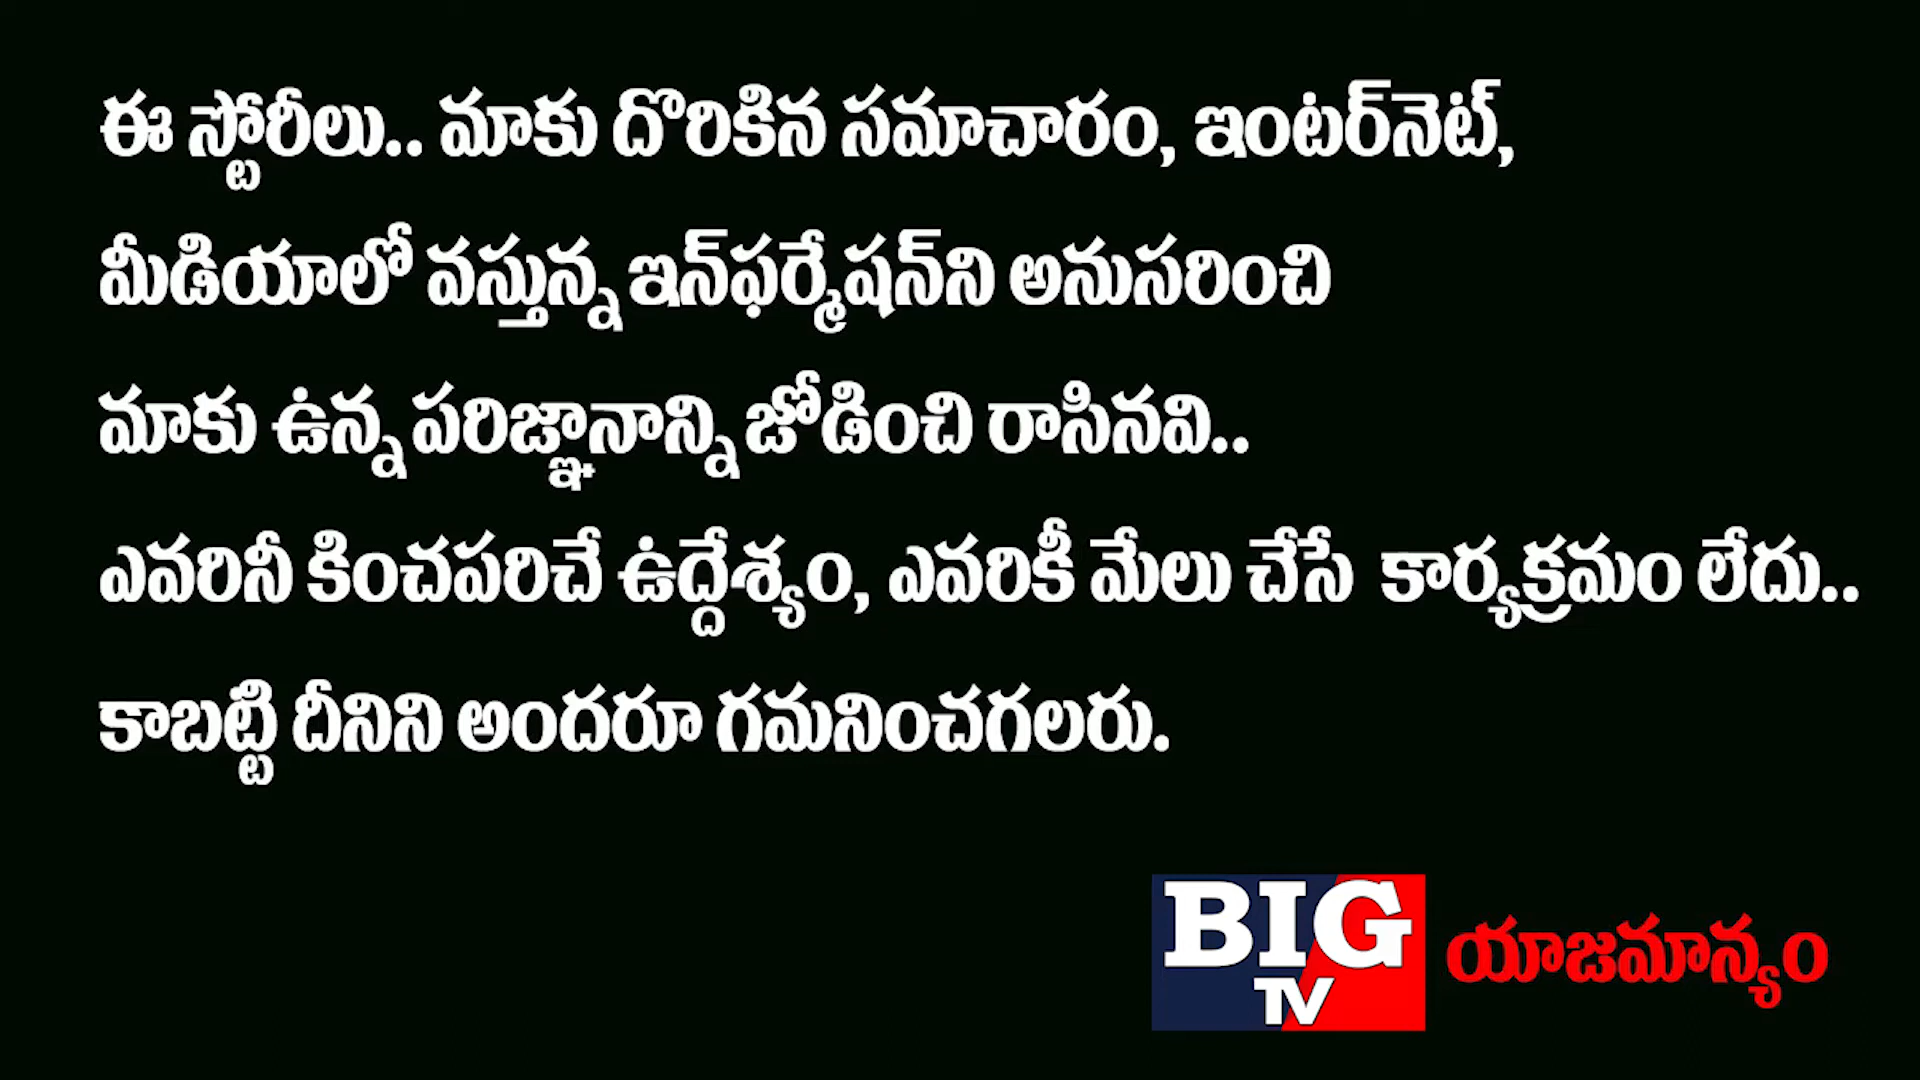 ఈ స్టోరీలు.. మాకు దొరికిన సమాచారం, ఇంటర్‌నెట్,
మీడియాలో వస్తున్న ఇన్‌ఫర్మేషన్‌ని అనుసరించి
మాకు ఉన్న పరిజ్ఞానాన్ని జోడించి రాసినవి..
ఎవరినీ కించపరిచే ఉద్దేశ్యం, ఎవరికీ మేలు చేసే కార్యక్రమం లేదు..
కాబట్టి దీనిని అందరూ గమనించగలరు.
BIG
TV
యాజమాన్యం